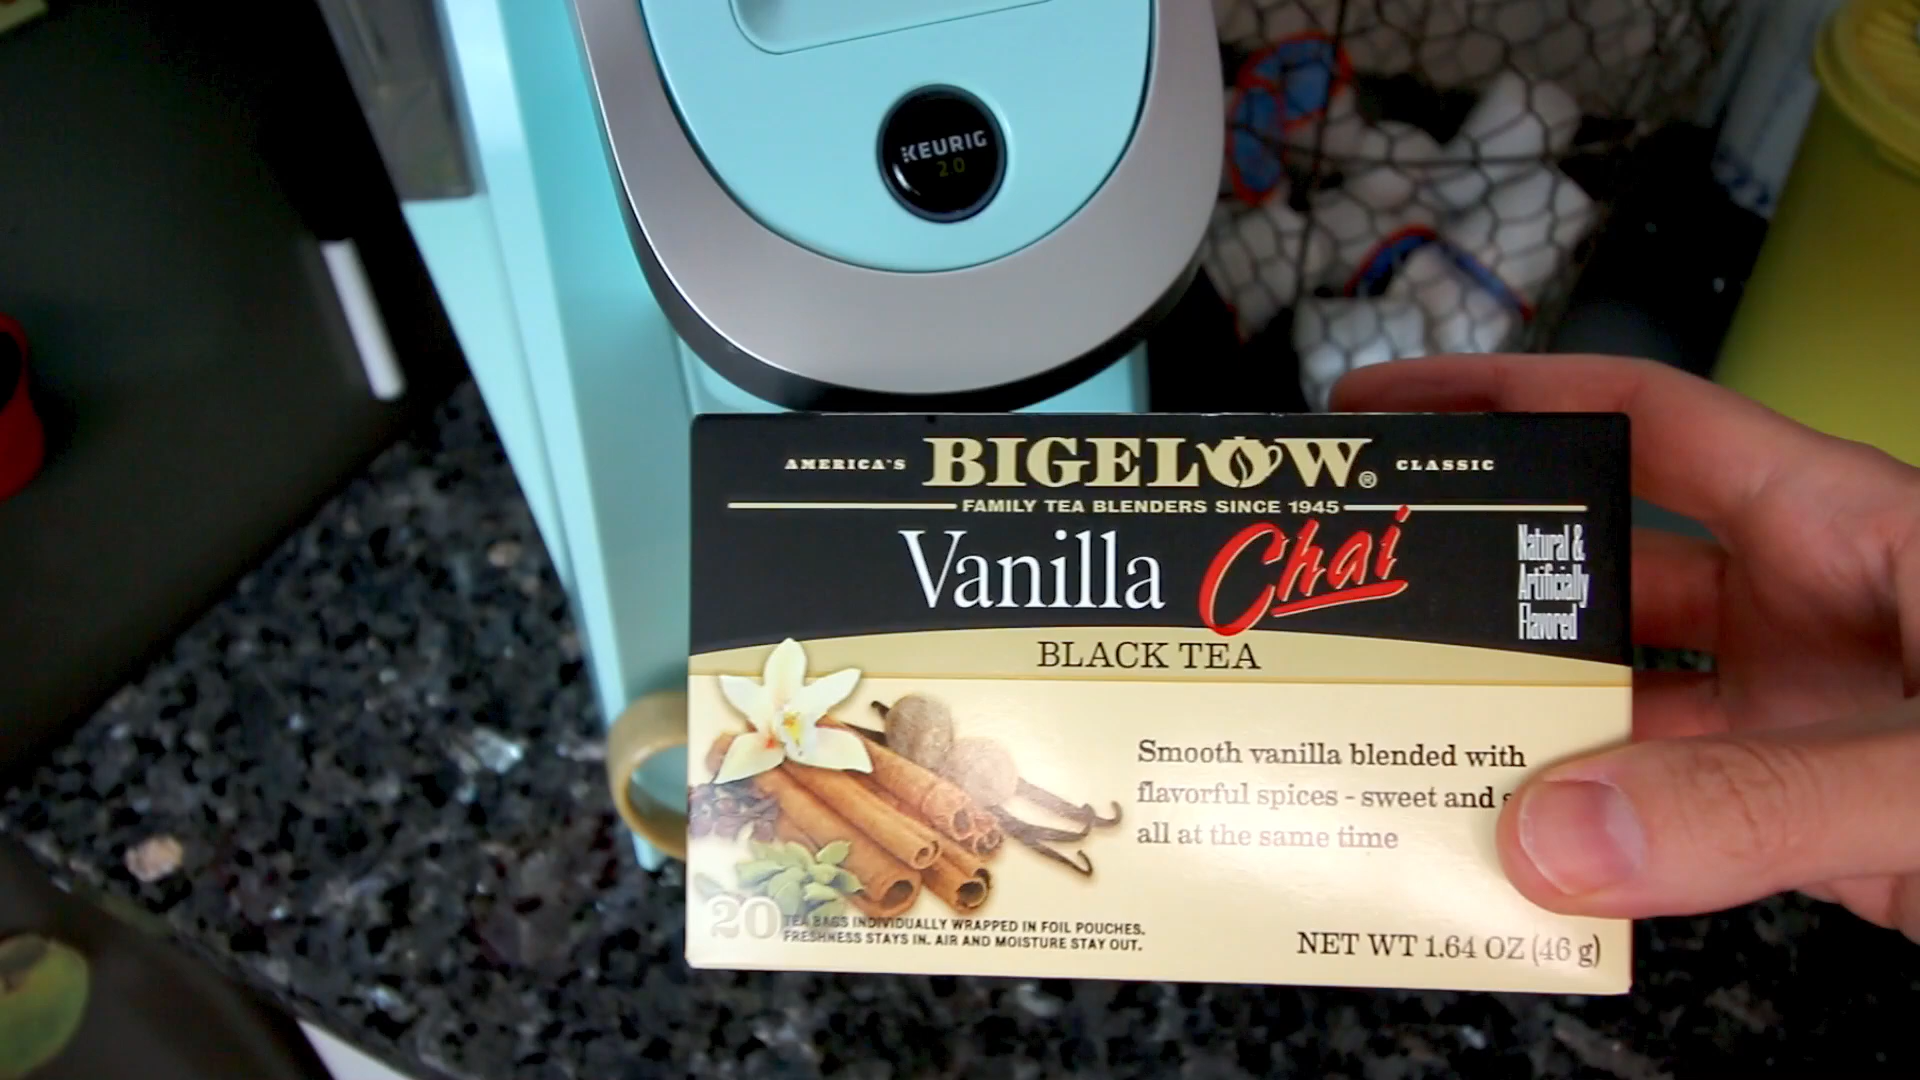 KEURIG
2.0
AMERICA'S BIGELOW® CLASSIC
FAMILY TEA BLENDERS SINCE 1945
Vanilla Chai
Natural &
Artificially
Flavored
BLACK TEA
Smooth vanilla blended with
flavorful spices - sweet and
all at the same time
20 TEA BAGS INDIVIDUALLY WRAPPED IN FOIL POUCHES.
FRESHNESS STAYS IN. AIR AND MOISTURE STAY OUT.
NET WT 1.64 OZ (46 g)